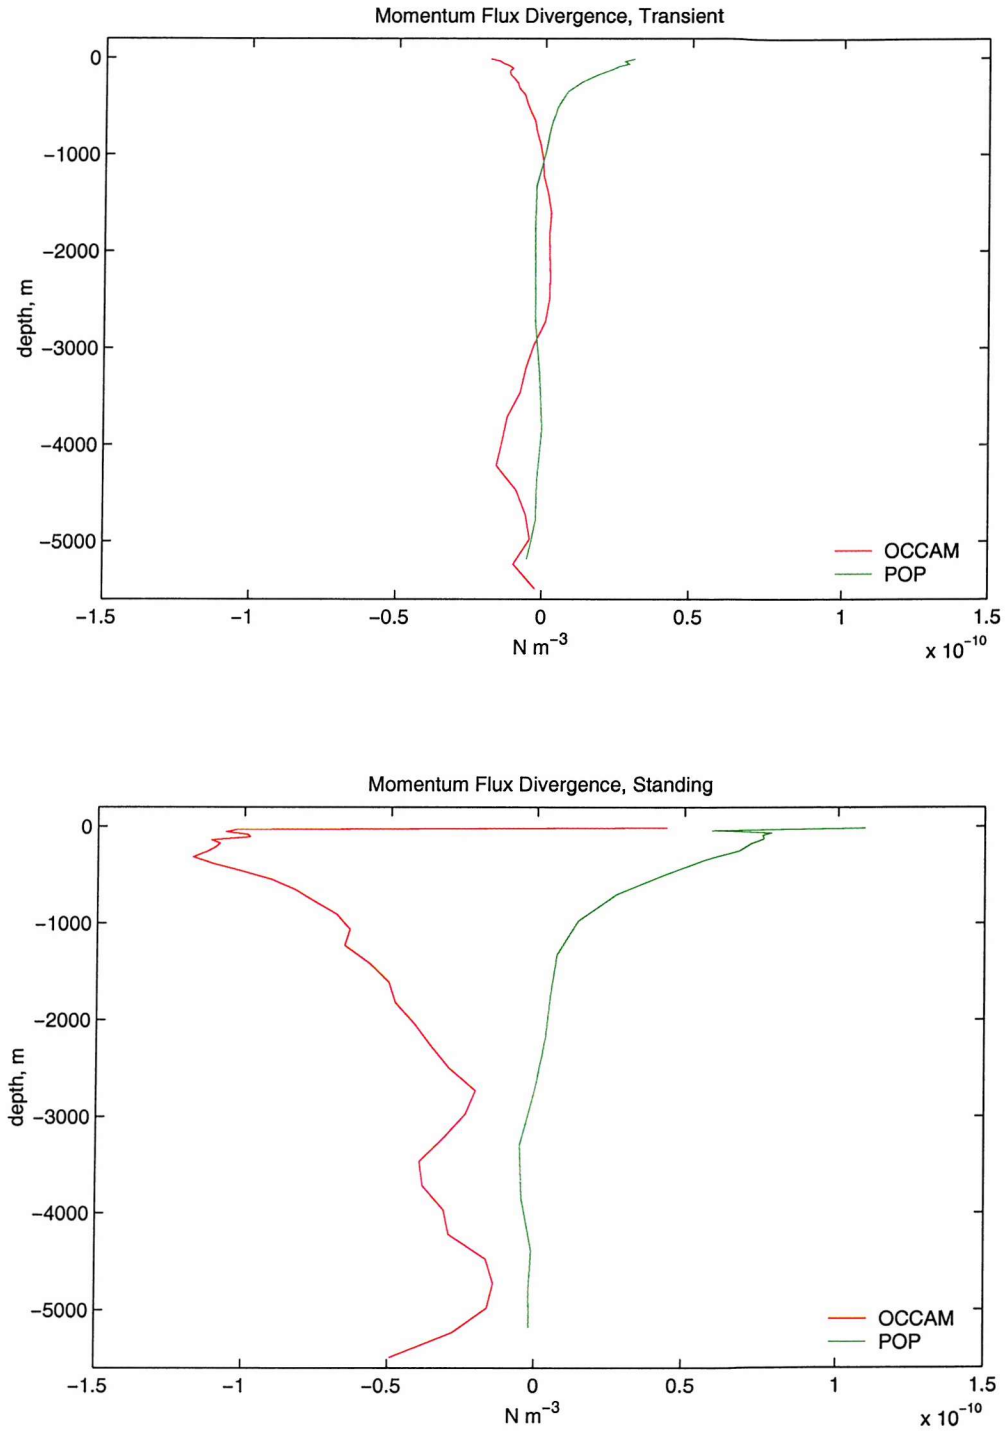 Momentum Flux Divergence, Transient
0
−1000
−2000
−3000
−4000
−5000
depth, m
OCCAM
POP
−1.5 −1 −0.5 0 0.5 1 1.5
N m⁻³
x 10⁻¹⁰
Momentum Flux Divergence, Standing
0
−1000
−2000
−3000
−4000
−5000
depth, m
OCCAM
POP
−1.5 −1 −0.5 0 0.5 1 1.5
N m⁻³
x 10⁻¹⁰